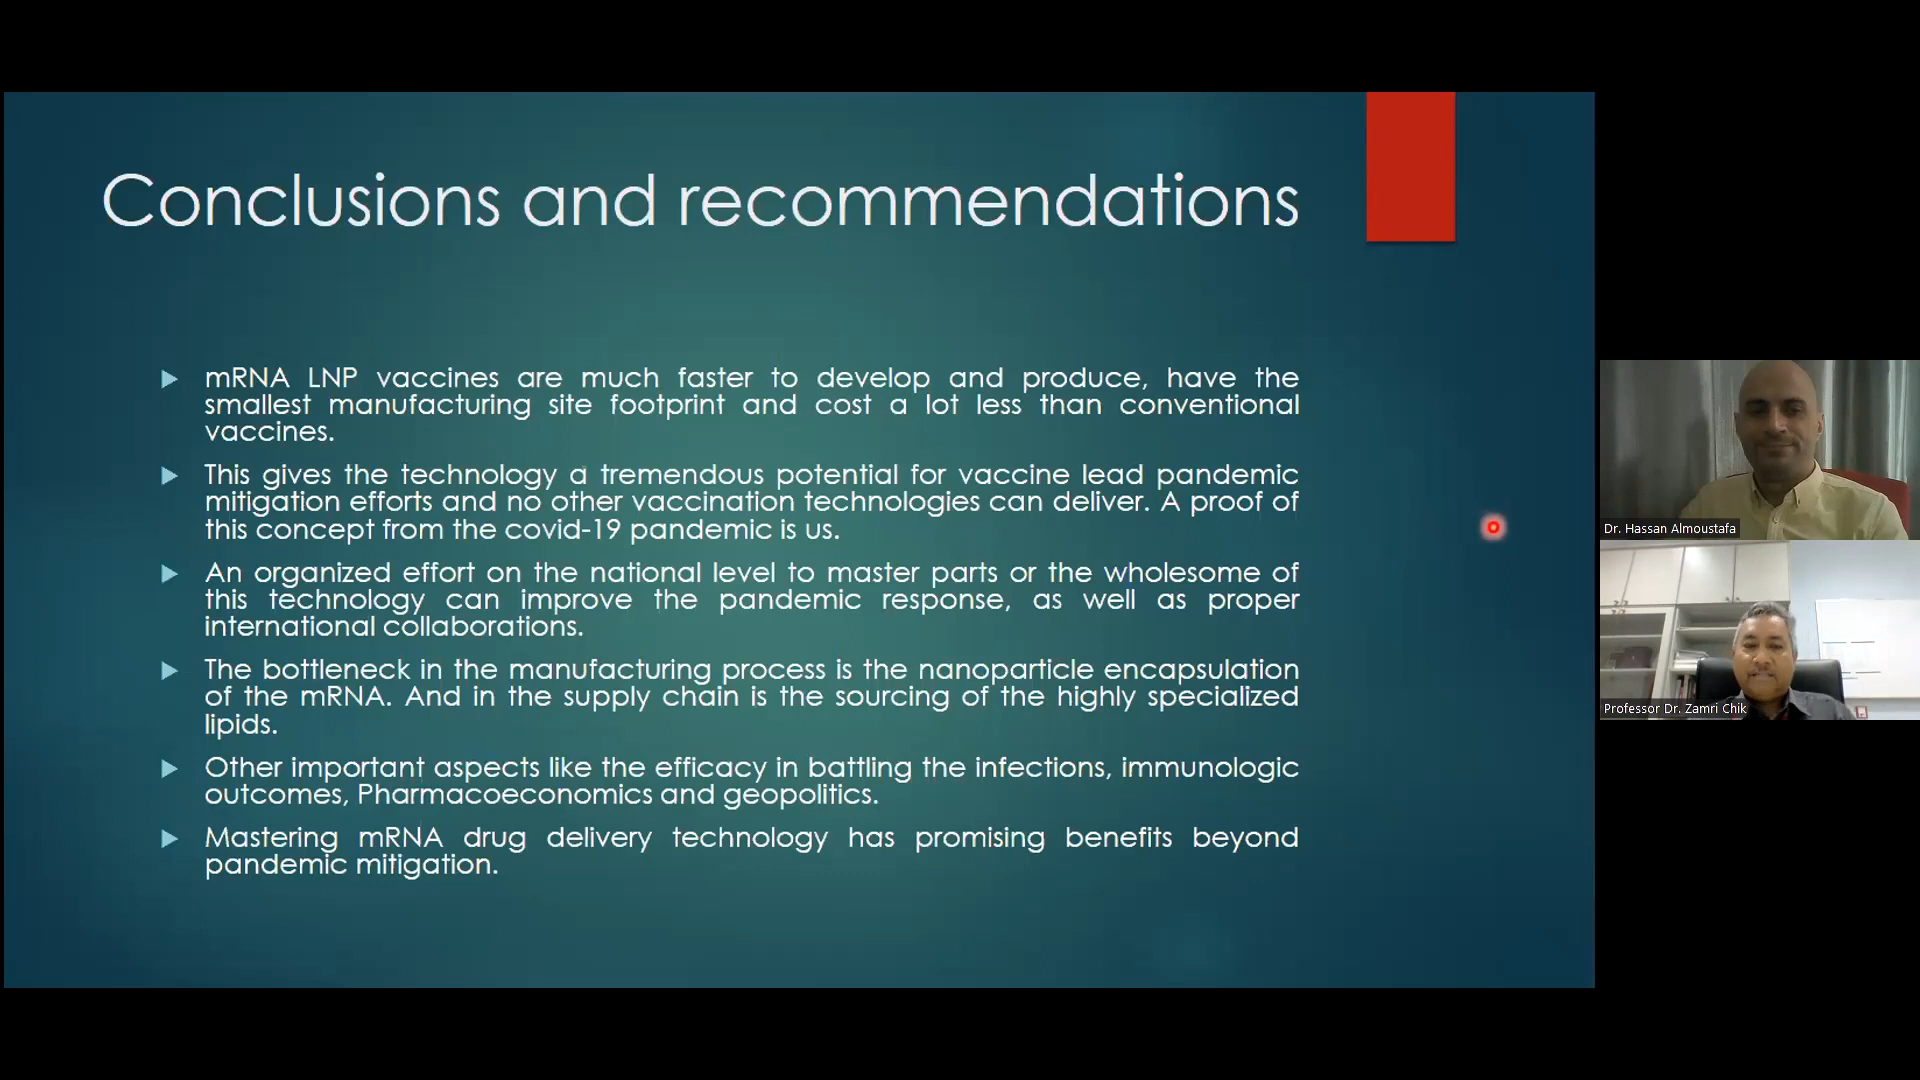 Conclusions and recommendations
mRNA LNP vaccines are much faster to develop and produce, have the
smallest manufacturing site footprint and cost a lot less than conventional
vaccines.
This gives the technology a tremendous potential for vaccine lead pandemic
mitigation efforts and no other vaccination technologies can deliver. A proof of
this concept from the covid-19 pandemic is us.
An organized effort on the national level to master parts or the wholesome of
this technology can improve the pandemic response, as well as proper
international collaborations.
The bottleneck in the manufacturing process is the nanoparticle encapsulation
of the mRNA. And in the supply chain is the sourcing of the highly specialized
lipids.
Other important aspects like the efficacy in battling the infections, immunologic
outcomes, Pharmacoeconomics and geopolitics.
Mastering mRNA drug delivery technology has promising benefits beyond
pandemic mitigation.
Dr. Hassan Almoustafa
Professor Dr. Zamri Chik